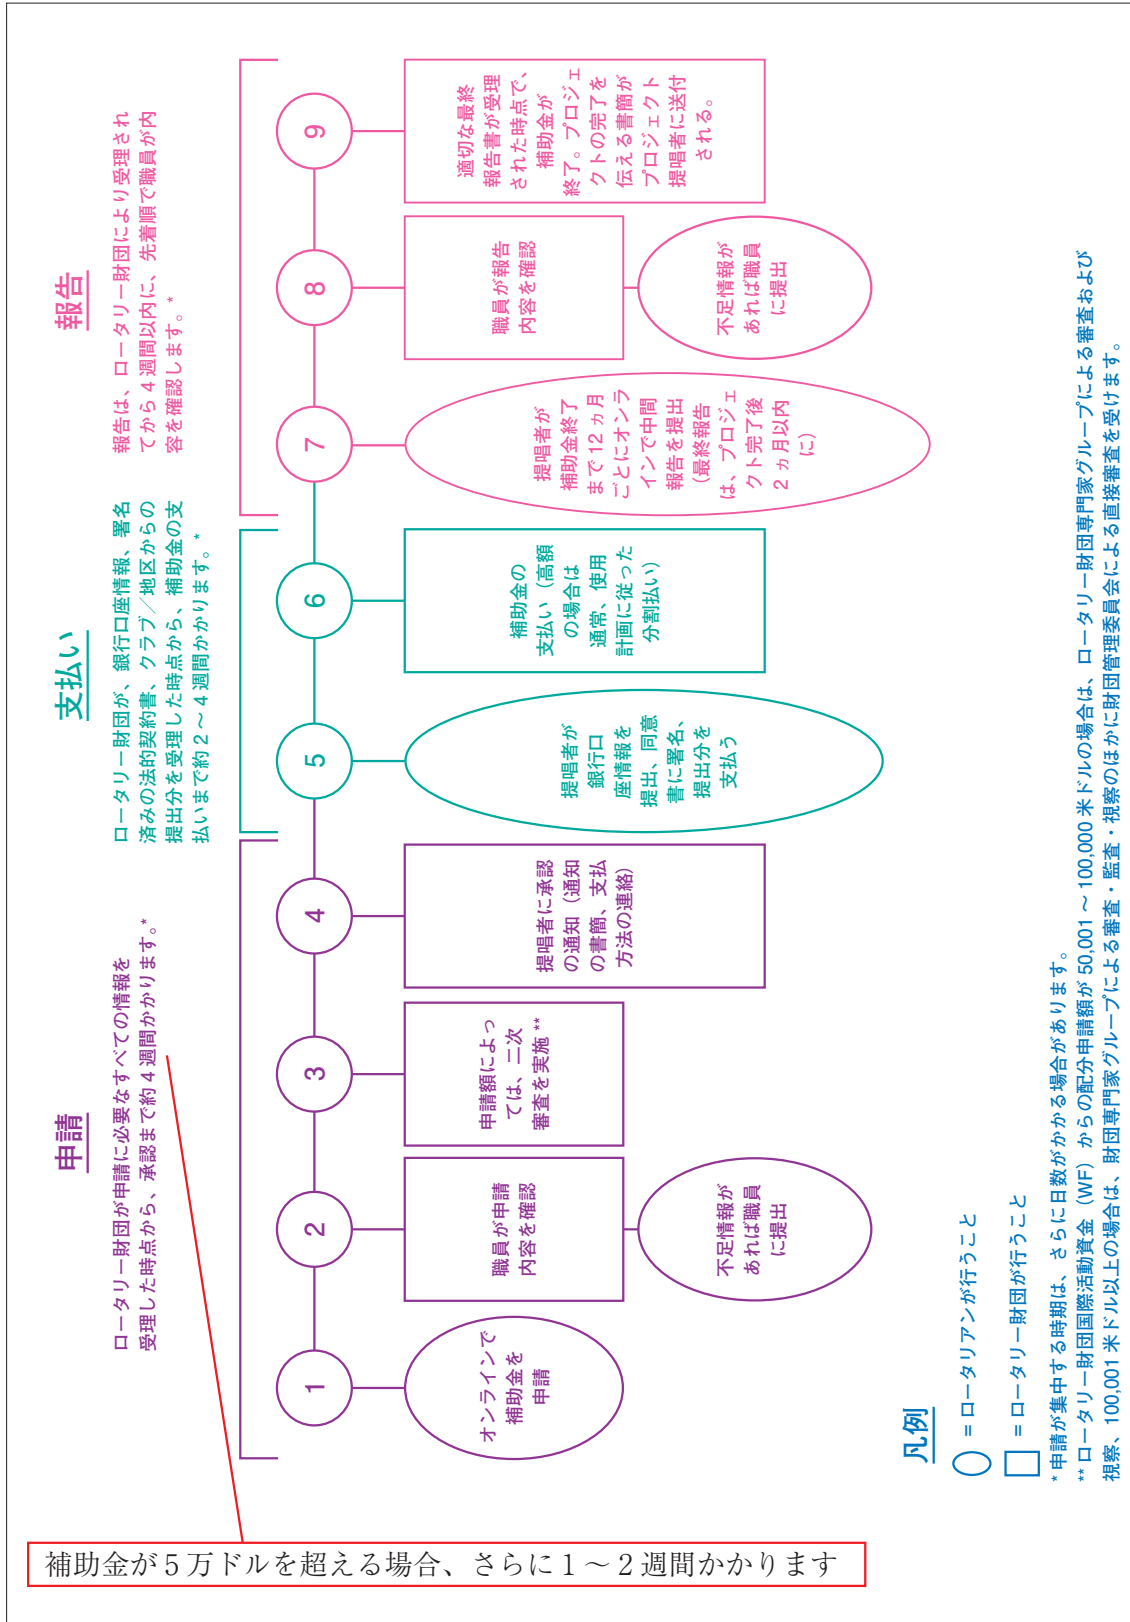 申請
ロータリー財団が申請に必要なすべての情報を
受理した時点から、承認まで約４週間かかります。*
支払い
ロータリー財団が、銀行口座情報、署名
済みの法的契約書、クラブ／地区からの
提出分を受理した時点から、補助金の支
払いまで約２～４週間かかります。*
報告
報告は、ロータリー財団により受理され
てから４週間以内に、先着順で職員が内
容を確認します。*
1
オンラインで
補助金を
申請
2
職員が申請
内容を確認
不足情報が
あれば職員
に提出
3
申請額によっ
ては、二次
審査を実施**
4
提唱者に承認
の通知（通知
の書簡、支払
方法の連絡）
5
提唱者が
銀行口
座情報を
提出、同意
書に署名、
提出分を
支払う
6
補助金の
支払い（高額
の場合は
通常、使用
計画に従った
分割払い）
7
提唱者が
補助金終了
まで12ヵ月
ごとにオンラ
インで中間
報告を提出
（最終報告
は、プロジェ
クト完了後
２ヵ月以内
に）
8
職員が報告
内容を確認
不足情報が
あれば職員
に提出
9
適切な最終
報告書が受理
された時点で、
補助金が
終了。プロジェ
クトの完了を
伝える書簡が
プロジェクト
提唱者に送付
される。
凡例
＝ロータリアンが行うこと
＝ロータリー財団が行うこと
*申請が集中する時期は、さらに日数がかかる場合があります。
**ロータリー財団国際活動資金（WF）からの配分申請額が50,001～100,000米ドルの場合は、ロータリー財団専門家グループによる審査および
視察、100,001米ドル以上の場合は、財団専門家グループによる審査・監査・視察のほかに財団管理委員会による直接審査を受けます。
補助金が５万ドルを超える場合、さらに１～２週間かかります